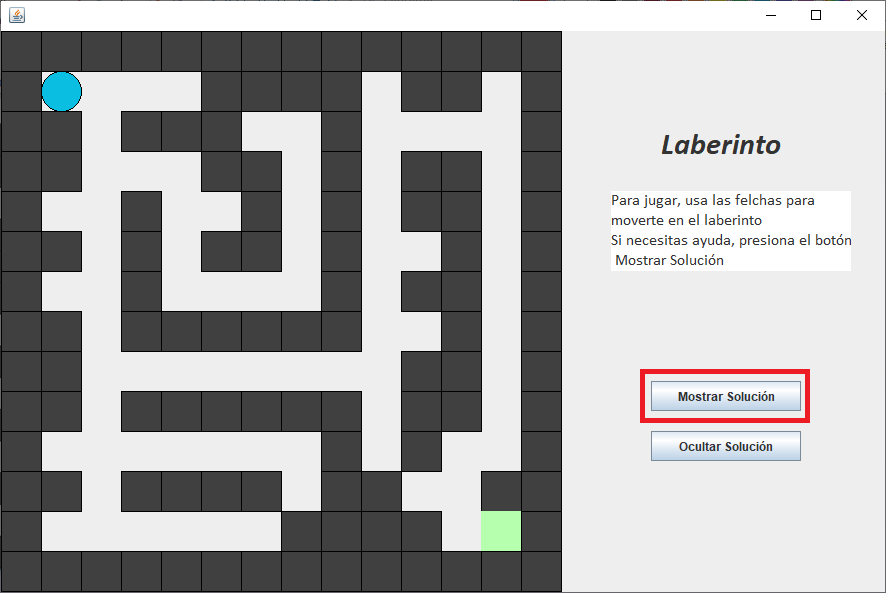 Laberinto
Para jugar, usa las felchas para
moverte en el laberinto
Si necesitas ayuda, presiona el botón
Mostrar Solución
Mostrar Solución
Ocultar Solución